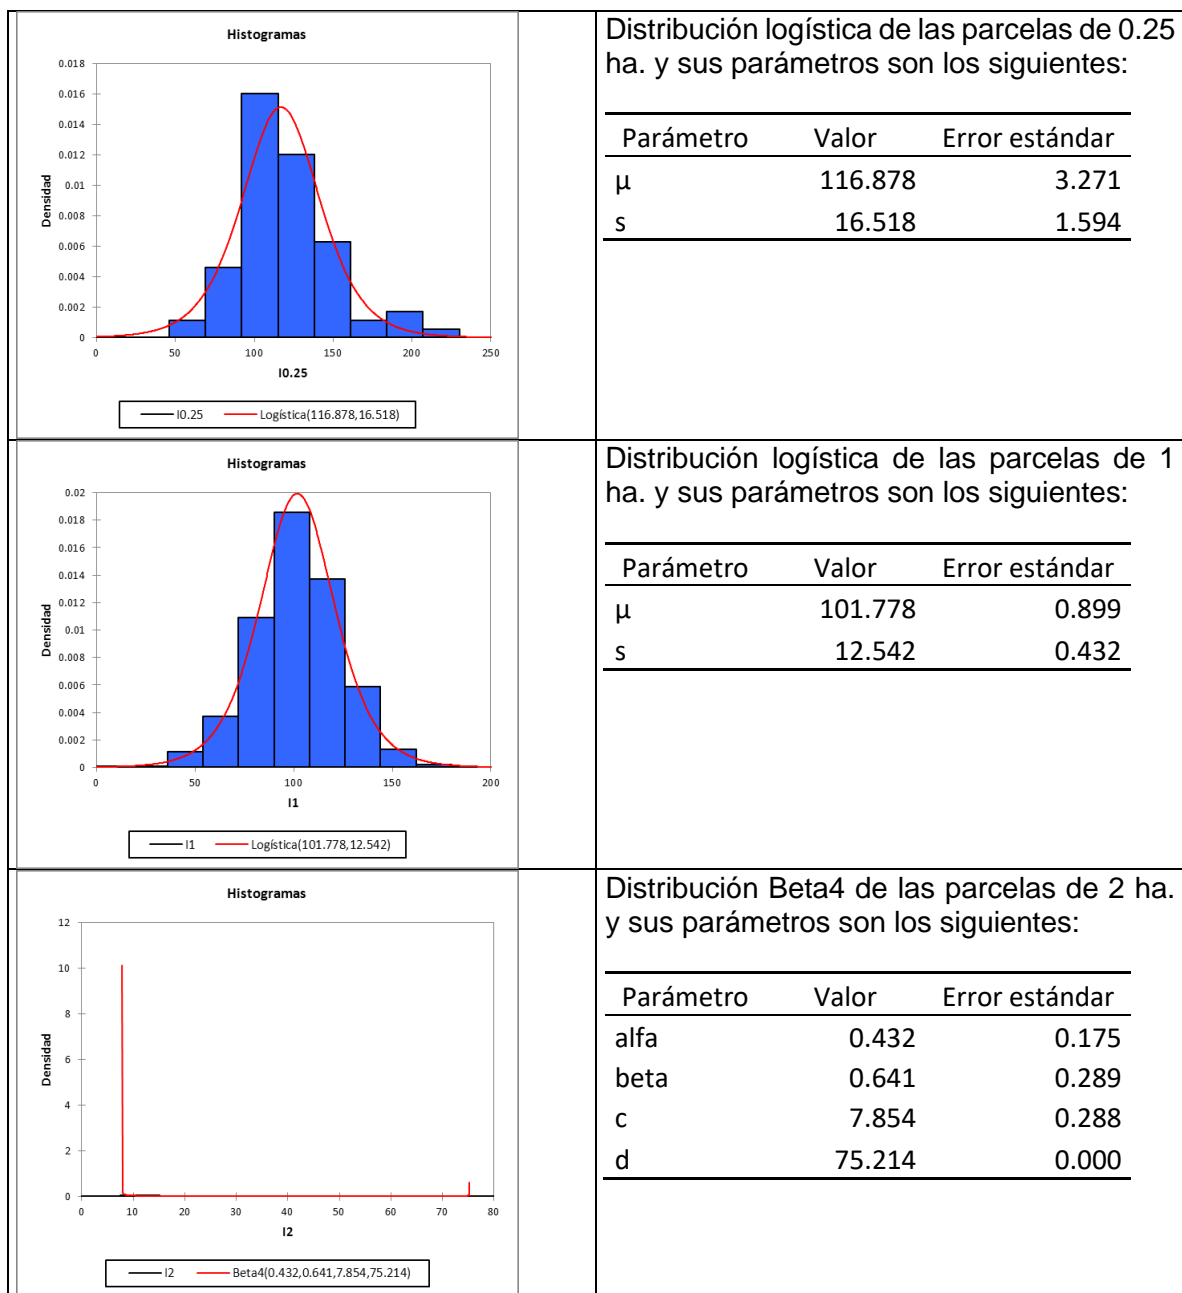 Histogramas
0.018
0.016
0.014
0.012
0.01
0.008
0.006
0.004
0.002
0
Densidad
0 50 100 150 200 250
I0.25
I0.25 Logística(116.878,16.518)
Distribución logística de las parcelas de 0.25
ha. y sus parámetros son los siguientes:
Parámetro Valor Error estándar
µ 116.878 3.271
s 16.518 1.594
Histogramas
0.02
0.018
0.016
0.014
0.012
0.01
0.008
0.006
0.004
0.002
0
Densidad
0 50 100 150 200
I1
I1 Logística(101.778,12.542)
Distribución logística de las parcelas de 1
ha. y sus parámetros son los siguientes:
Parámetro Valor Error estándar
µ 101.778 0.899
s 12.542 0.432
Histogramas
12
10
8
6
4
2
0
Densidad
0 10 20 30 40 50 60 70 80
I2
I2 Beta4(0.432,0.641,7.854,75.214)
Distribución Beta4 de las parcelas de 2 ha.
y sus parámetros son los siguientes:
Parámetro Valor Error estándar
alfa 0.432 0.175
beta 0.641 0.289
c 7.854 0.288
d 75.214 0.000